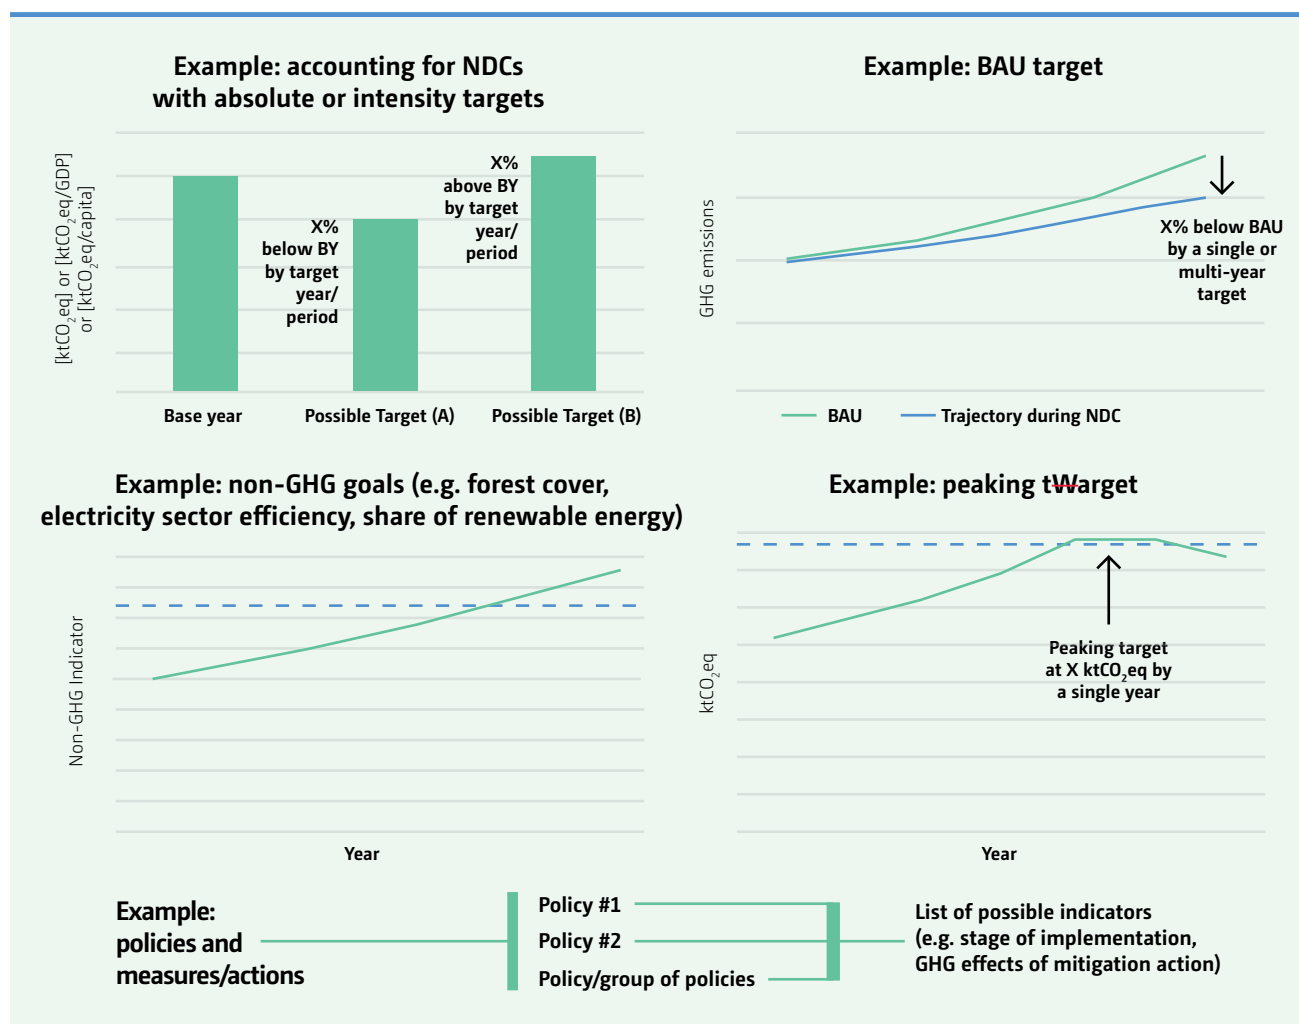 Example: accounting for NDCs
with absolute or intensity targets
[ktCO2eq] or [ktCO2eq/GDP]
or [ktCO2eq/capita]
X%
below BY
by target
year/
period
X%
above BY
by target
year/
period
Base year
Possible Target (A)
Possible Target (B)
Example: BAU target
GHG emissions
X% below BAU
by a single or
multi-year
target
BAU
Trajectory during NDC
Example: non-GHG goals (e.g. forest cover,
electricity sector efficiency, share of renewable energy)
Non-GHG Indicator
Year
Example: peaking tWarget
ktCO2eq
Peaking target
at X ktCO2eq by
a single year
Year
Example:
policies and
measures/actions
Policy #1
Policy #2
Policy/group of policies
List of possible indicators
(e.g. stage of implementation,
GHG effects of mitigation action)